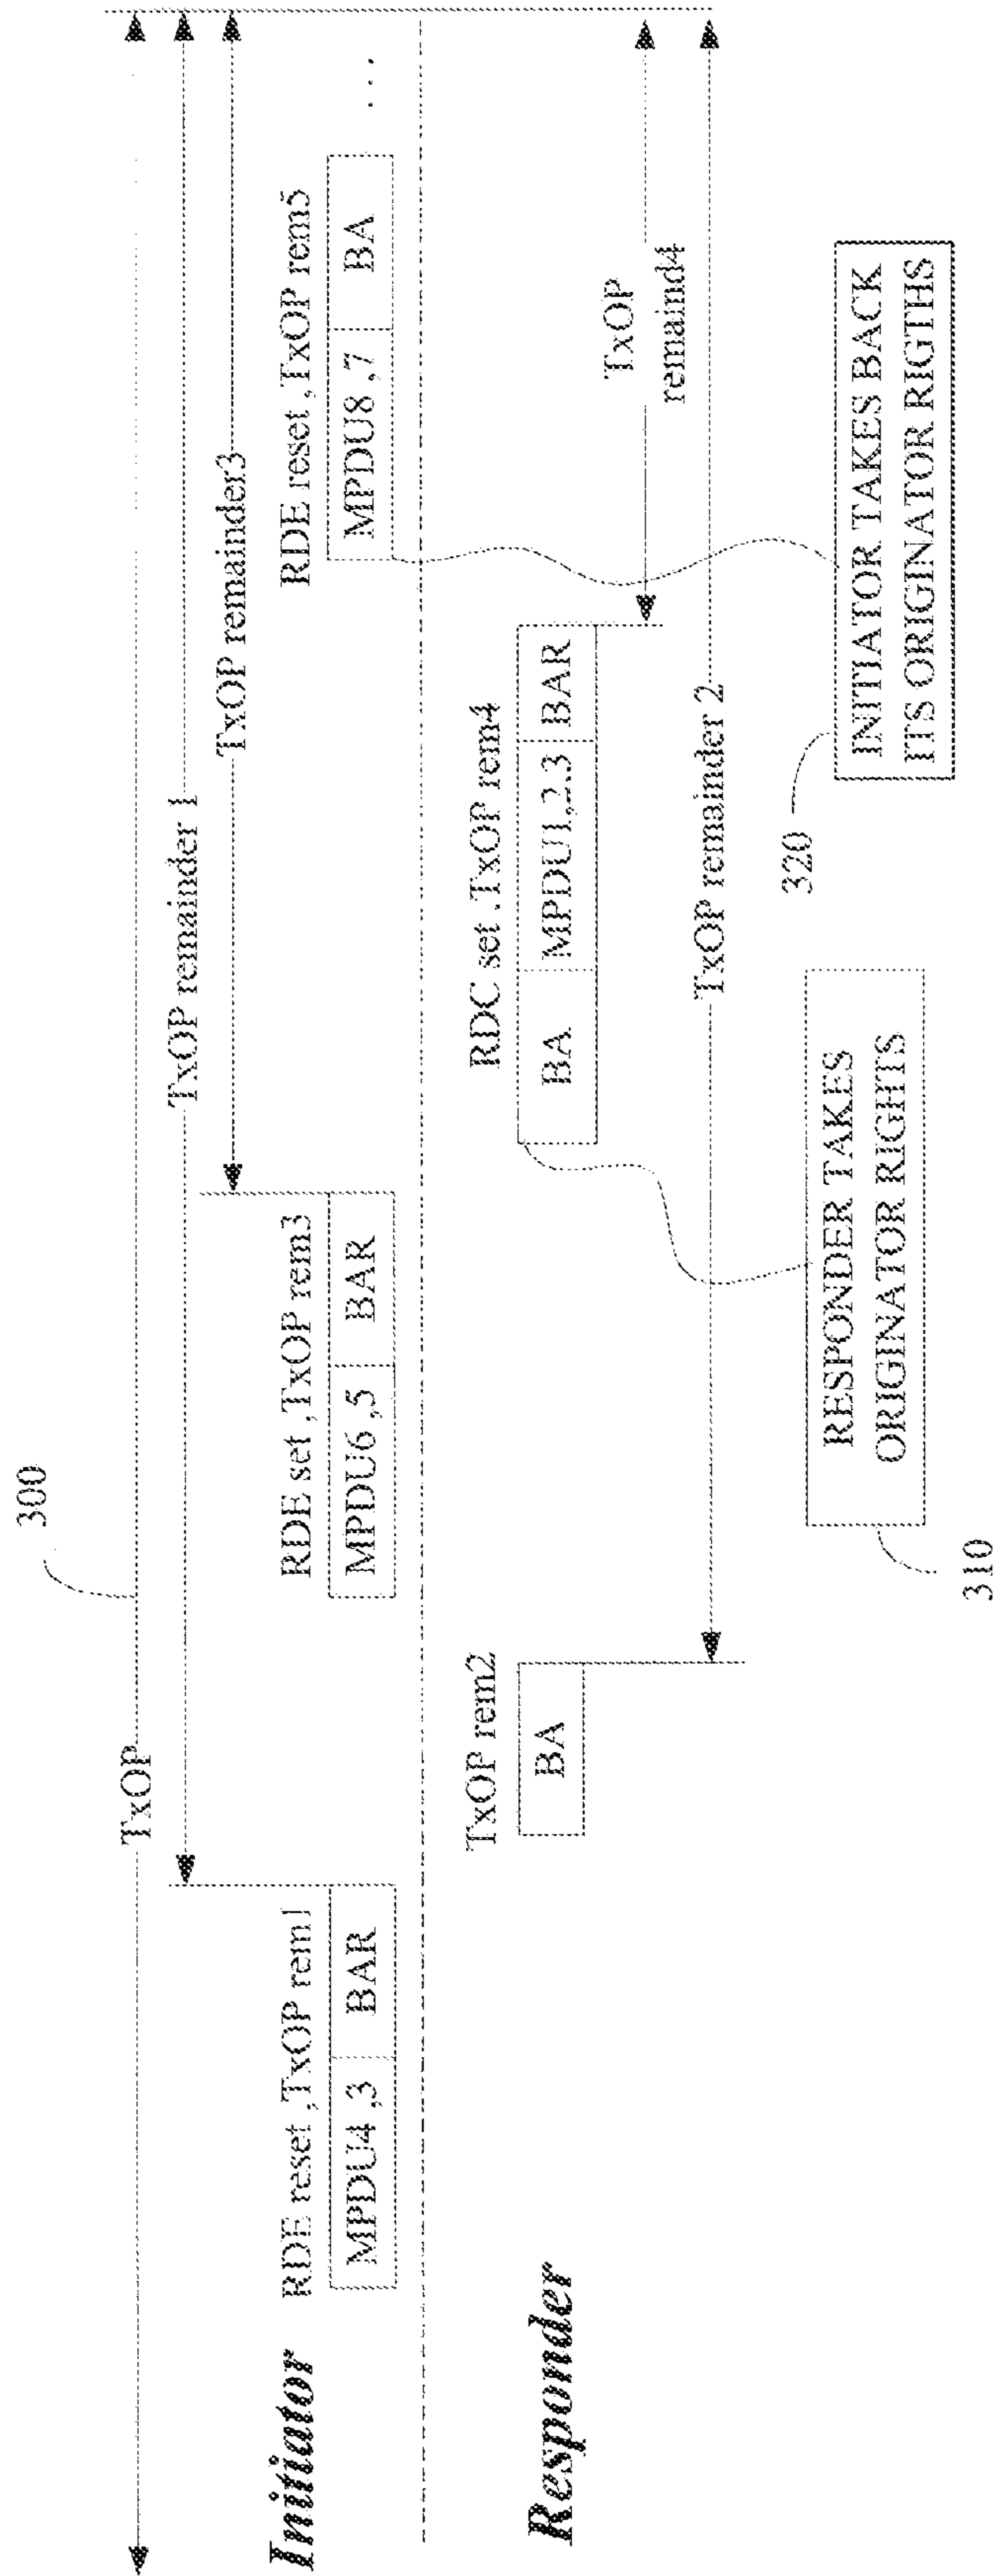 300
TxOP
TxOP remainder 1
TxOP remainder3
Initiator
RDE reset ,TxOP rem1
MPDU4 ,3
BAR
RDE set ,TxOP rem3
MPDU6 ,5
BAR
RDE reset ,TxOP rem5
MPDU8 ,7
BA
...
Responder
TxOP rem2
BA
RDC set .TxOP rem4
BA
MPDU1,2.3
BAR
TxOP
remaind4
TxOP remainder 2
310
RESPONDER TAKES
ORIGINATOR RIGHTS
320
INITIATOR TAKES BACK
ITS ORIGINATOR RIGTHS